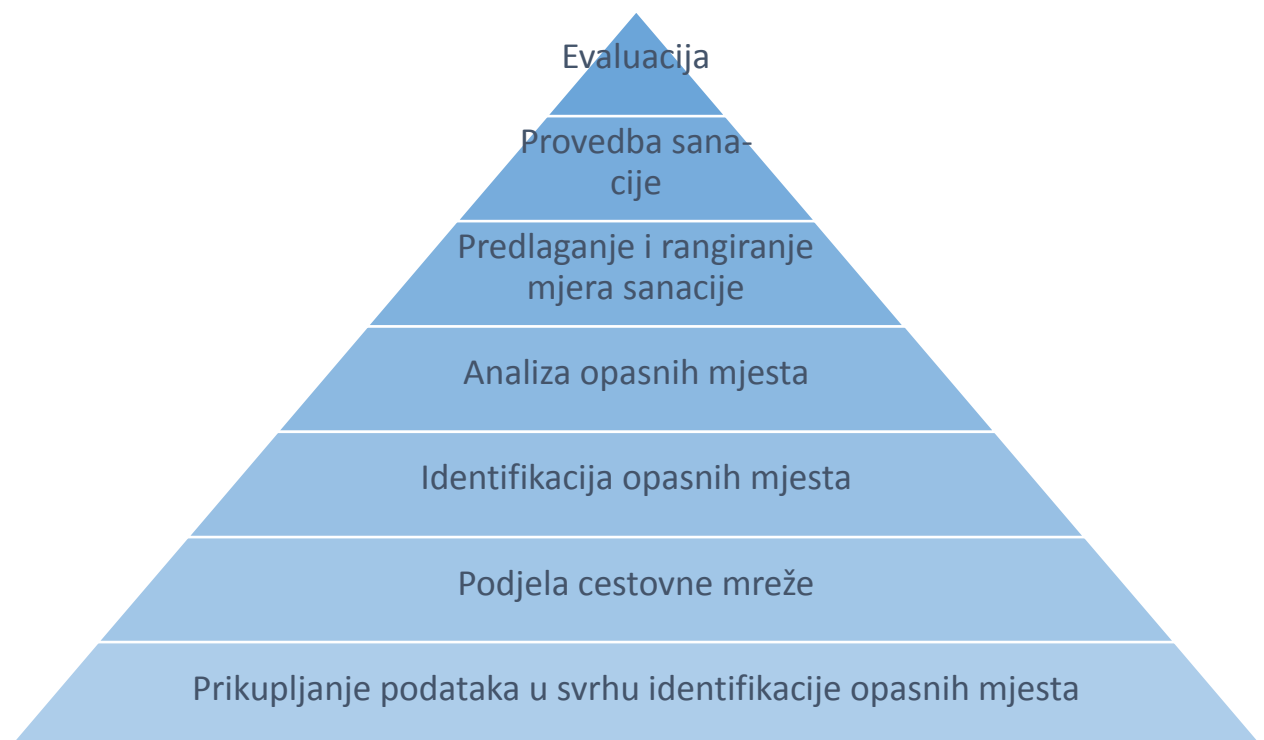 Evaluacija
Provedba sana-
cije
Predlaganje i rangiranje
mjera sanacije
Analiza opasnih mjesta
Identifikacija opasnih mjesta
Podjela cestovne mreže
Prikupljanje podataka u svrhu identifikacije opasnih mjesta